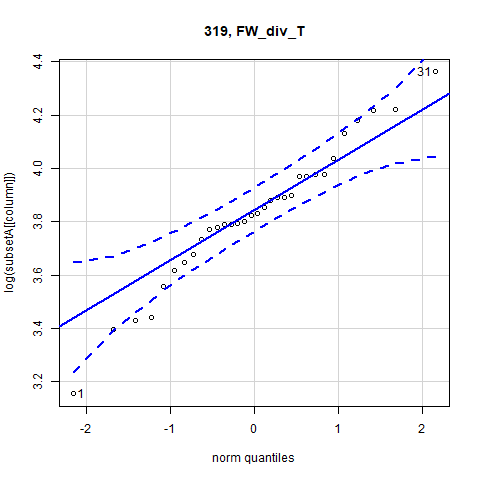 319, FW_div_T
log(subsetA[[column]])
4.4
4.2
4.0
3.8
3.6
3.4
3.2
31
1
-2 -1 0 1 2
norm quantiles